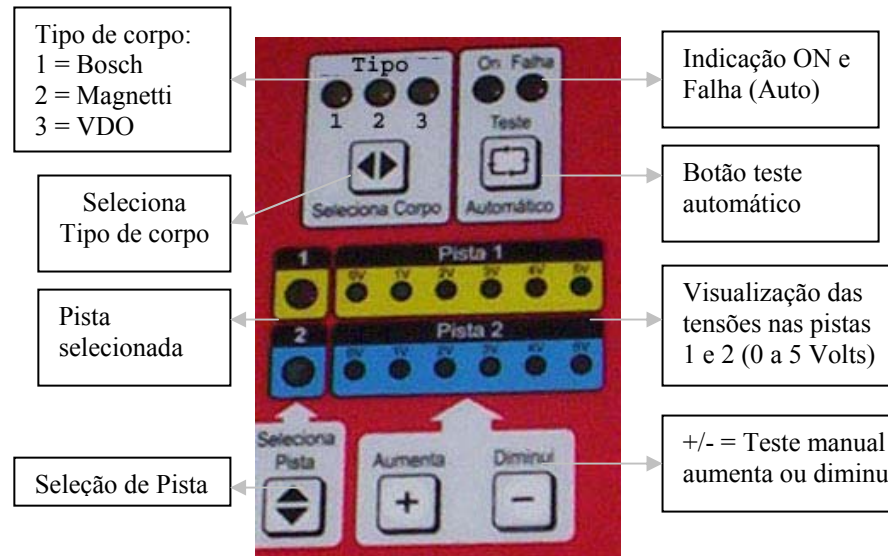 Tipo de corpo:
1 = Bosch
2 = Magnetti
3 = VDO
Seleciona
Tipo de corpo
Pista
selecionada
Seleção de Pista
Tipo
1 2 3
Seleciona Corpo
On Falha
Teste
Automático
1 Pista 1
0V 1V 2V 3V 4V 5V
2 Pista 2
0V 1V 2V 3V 4V 5V
Seleciona
Pista
Aumenta
+
Diminui
−
Indicação ON e
Falha (Auto)
Botão teste
automático
Visualização das
tensões nas pistas
1 e 2 (0 a 5 Volts)
+/- = Teste manual
aumenta ou diminu